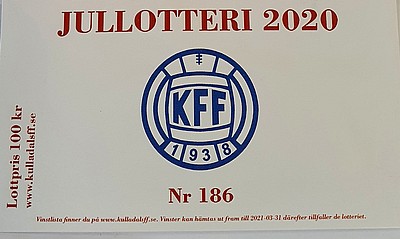 JULLOTTERI 2020
KFF
1938
Lottpris 100 kr
www.kulladalsff.se
Nr 186
Vinstlista finner du på www.kulladalsff.se. Vinster kan hämtas ut fram till 2021-03-31 därefter tillfaller de lotteriet.